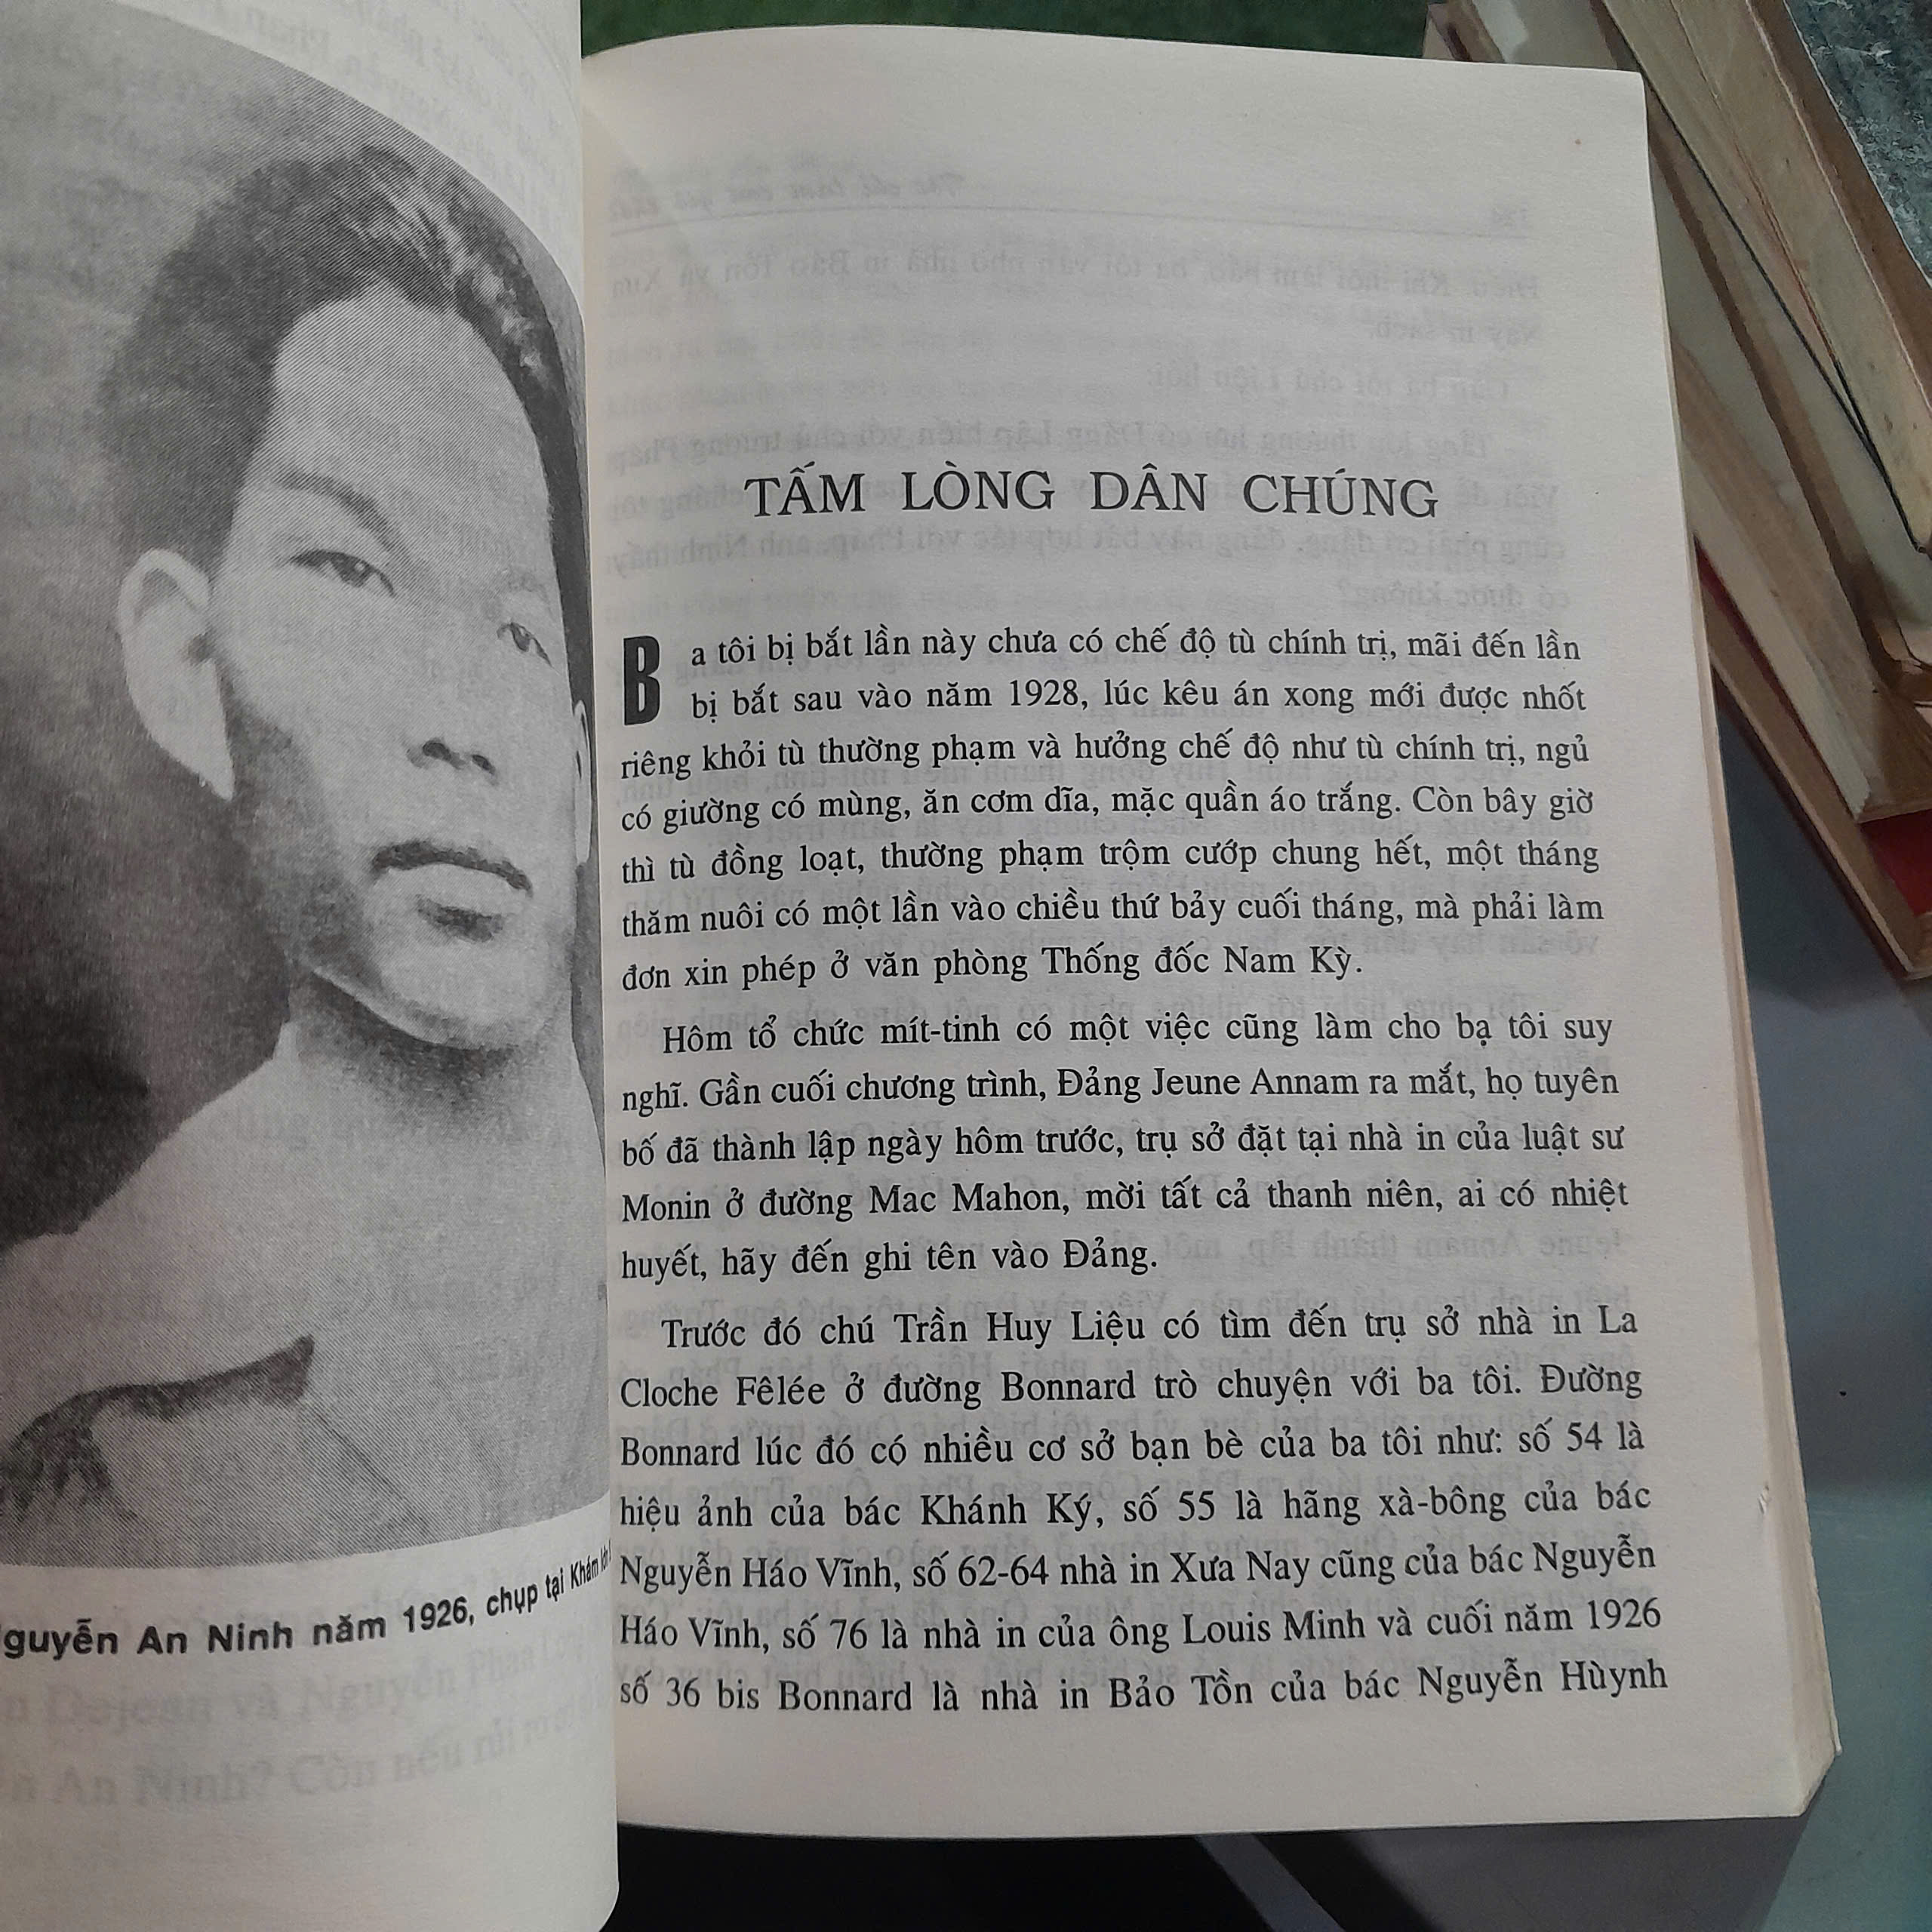 guyễn An Ninh năm 1926, chụp tại Khám lớn
TẤM LÒNG DÂN CHÚNG
Ba tôi bị bắt lần này chưa có chế độ tù chính trị, mãi đến lần
bị bắt sau vào năm 1928, lúc kêu án xong mới được nhốt
riêng khỏi tù thường phạm và hưởng chế độ như tù chính trị, ngủ
có giường có mùng, ăn cơm dĩa, mặc quần áo trắng. Còn bây giờ
thì tù đồng loạt, thường phạm trộm cướp chung hết, một tháng
thăm nuôi có một lần vào chiều thứ bảy cuối tháng, mà phải làm
đơn xin phép ở văn phòng Thống đốc Nam Kỳ.
Hôm tổ chức mít-tinh có một việc cũng làm cho bạ tôi suy
nghĩ. Gần cuối chương trình, Đảng Jeune Annam ra mắt, họ tuyên
bố đã thành lập ngày hôm trước, trụ sở đặt tại nhà in của luật sư
Monin ở đường Mac Mahon, mời tất cả thanh niên, ai có nhiệt
huyết, hãy đến ghi tên vào Đảng.
Trước đó chú Trần Huy Liệu có tìm đến trụ sở nhà in La
Cloche Fêlée ở đường Bonnard trò chuyện với ba tôi. Đường
Bonnard lúc đó có nhiều cơ sở bạn bè của ba tôi như: số 54 là
hiệu ảnh của bác Khánh Ký, số 55 là hãng xà-bông của bác
Nguyễn Háo Vĩnh, số 62-64 nhà in Xưa Nay cũng của bác Nguyễn
Háo Vĩnh, số 76 là nhà in của ông Louis Minh và cuối năm 1926
số 36 bis Bonnard là nhà in Bảo Tồn của bác Nguyễn Hùynh